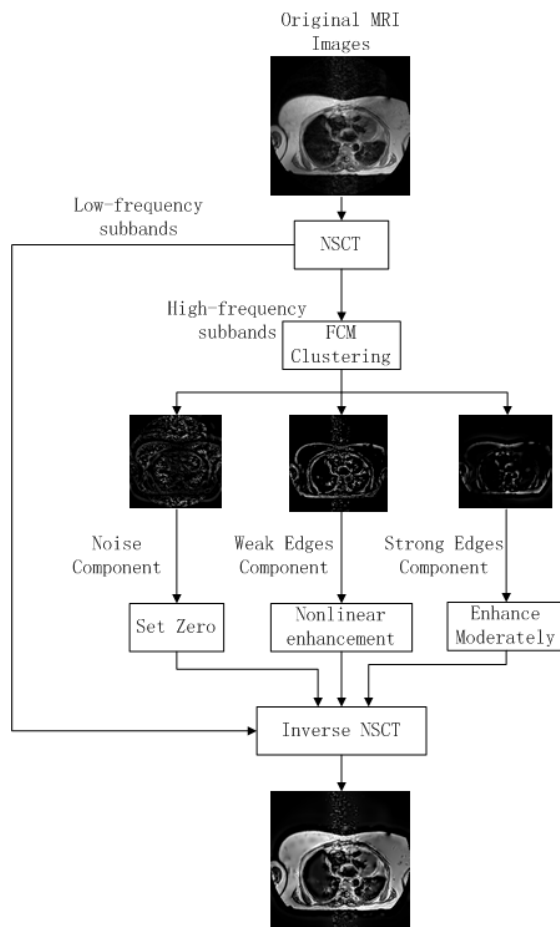 Original MRI
Images
Low-frequency
subbands
NSCT
High-frequency
subbands
FCM
Clustering
Noise
Component
Weak Edges
Component
Strong Edges
Component
Set Zero
Nonlinear
enhancement
Enhance
Moderately
Inverse NSCT